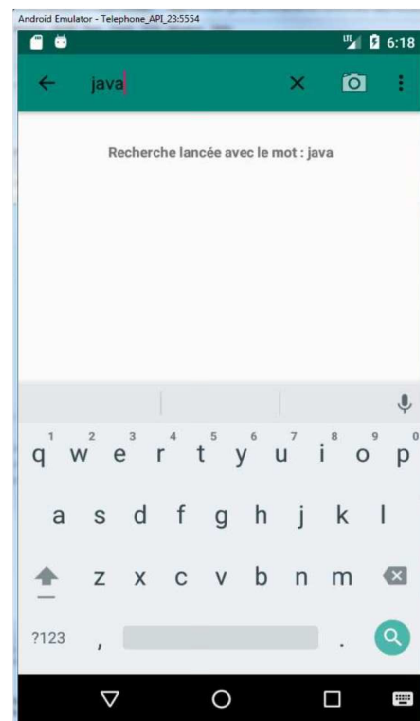 Android Emulator - Telephone_API_23:5554
LTE 6:18
java
Recherche lancée avec le mot : java
1 2 3 4 5 6 7 8 9 0
q w e r t y u i o p
a s d f g h j k l
z x c v b n m
?123 , .